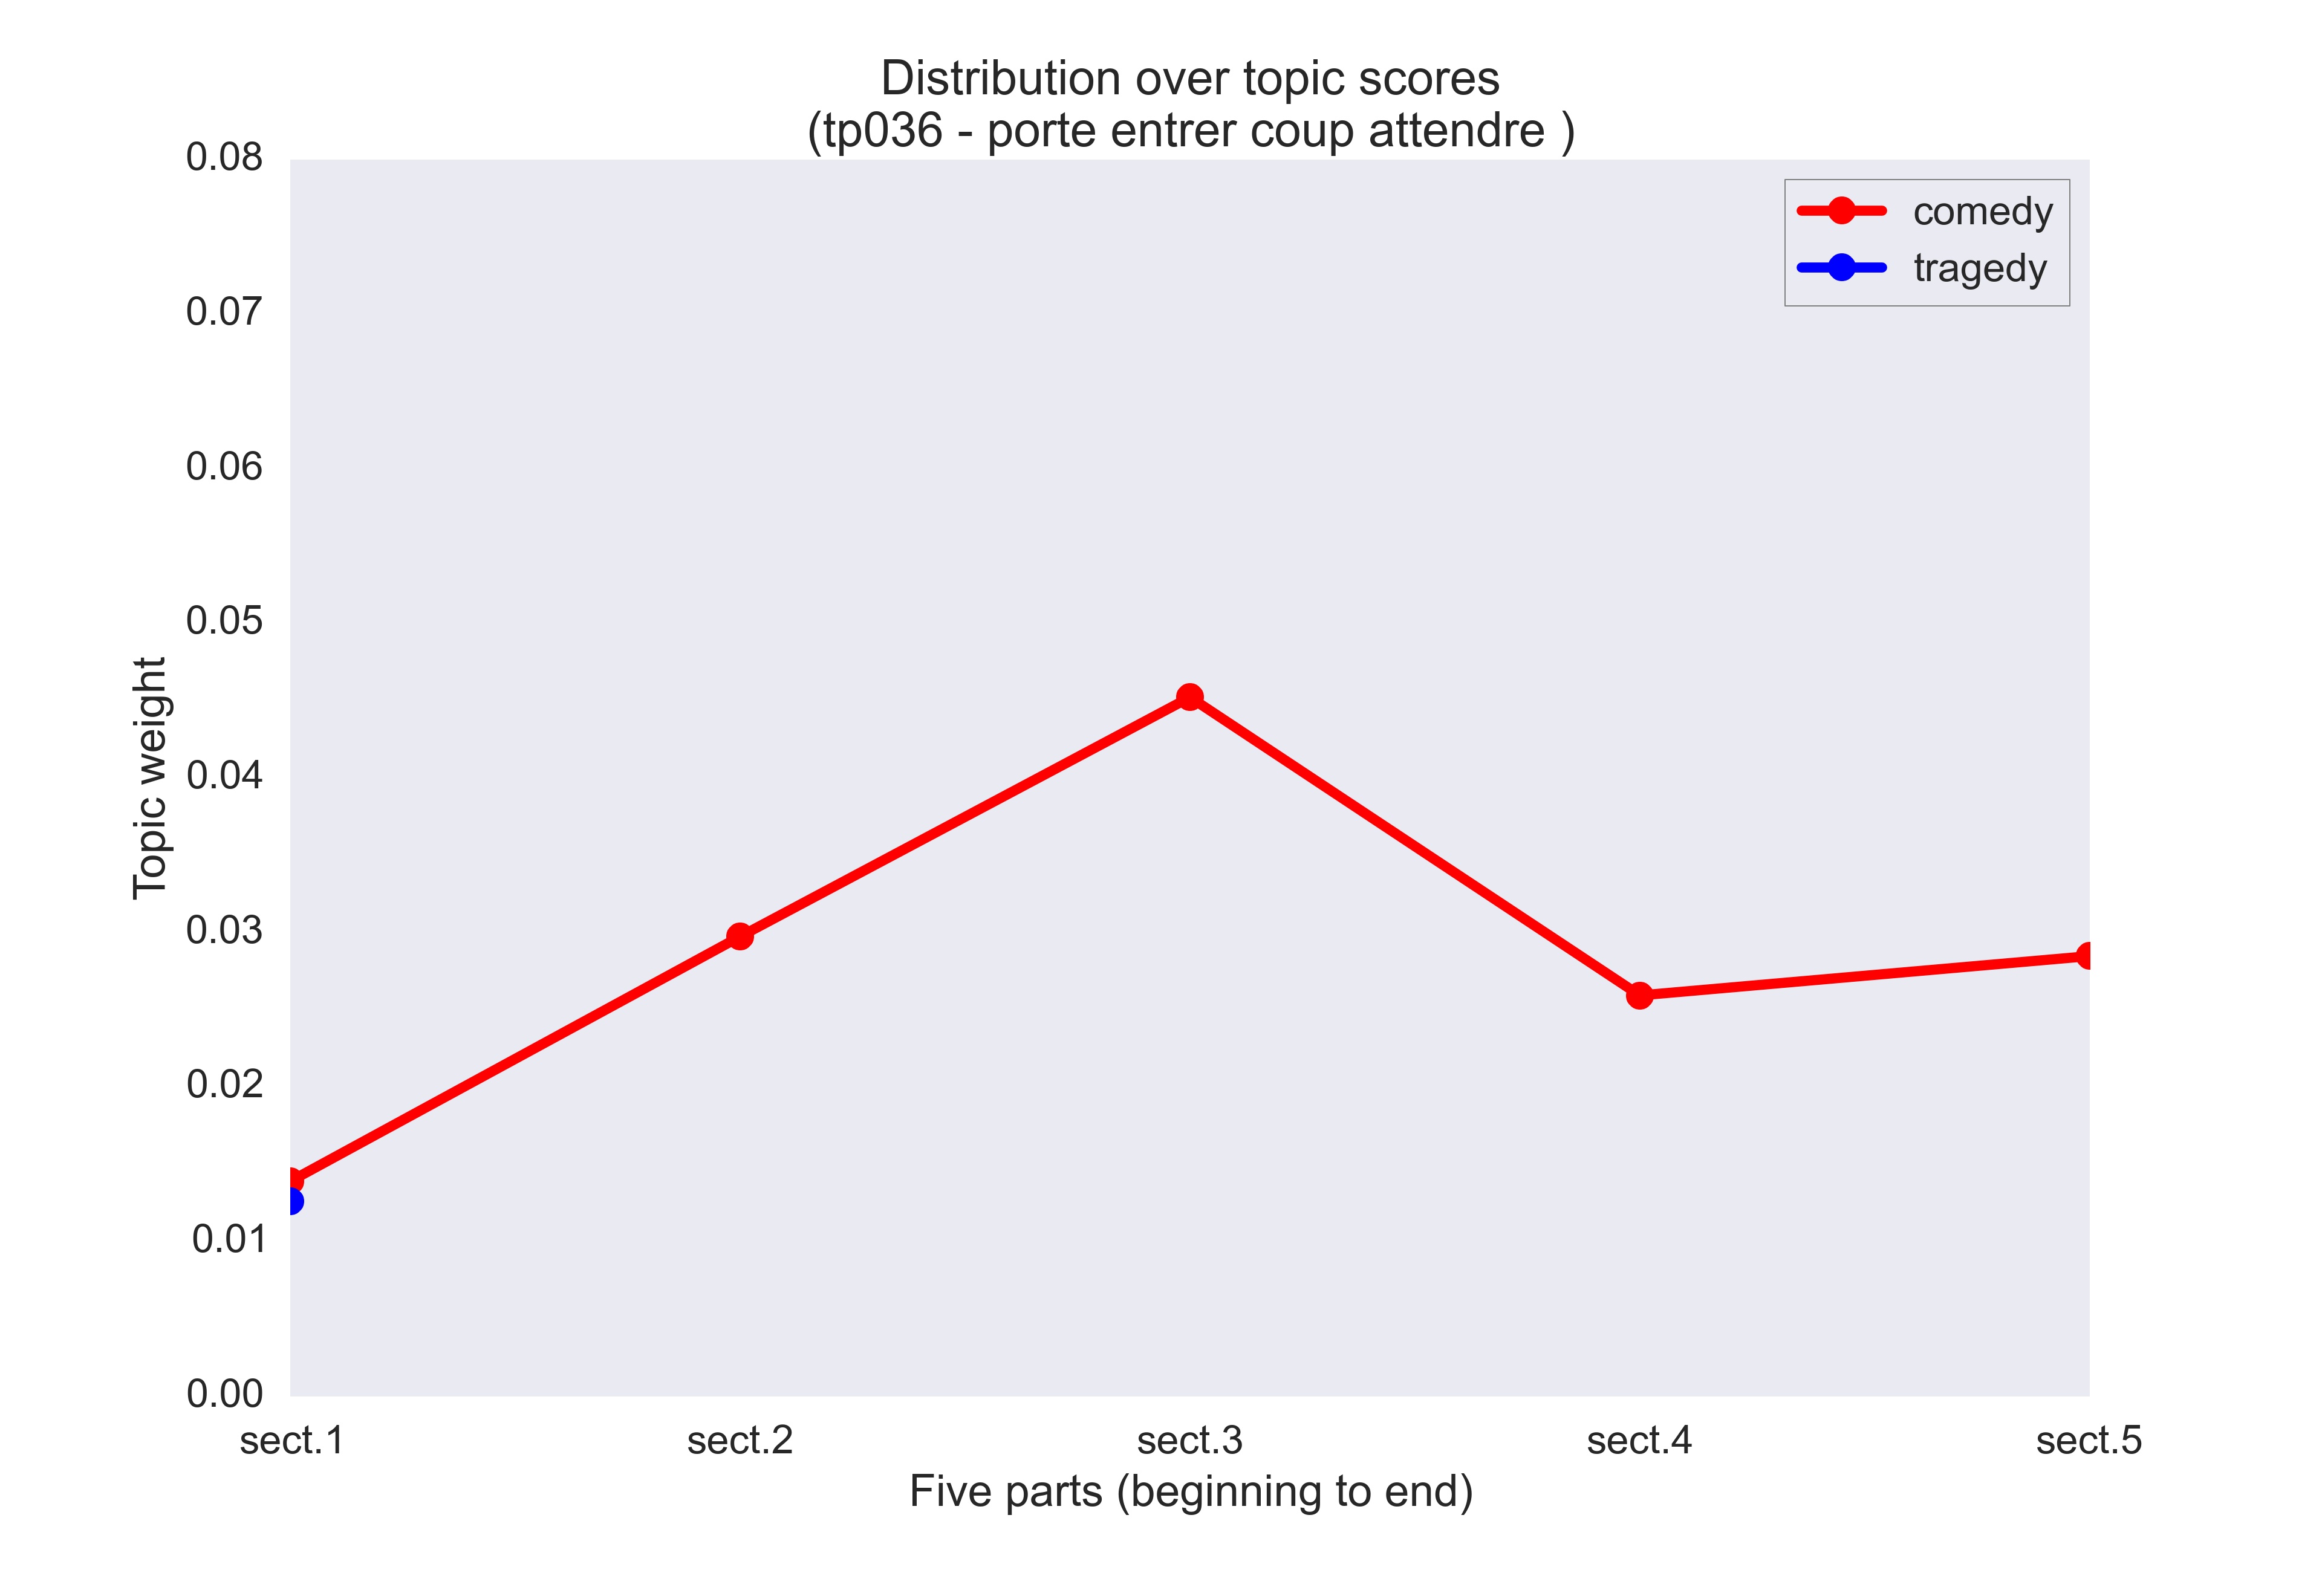 Distribution over topic scores
(tp036 - porte entrer coup attendre )
comedy
tragedy
Topic weight
0.08
0.07
0.06
0.05
0.04
0.03
0.02
0.01
0.00
sect.1 sect.2 sect.3 sect.4 sect.5
Five parts (beginning to end)